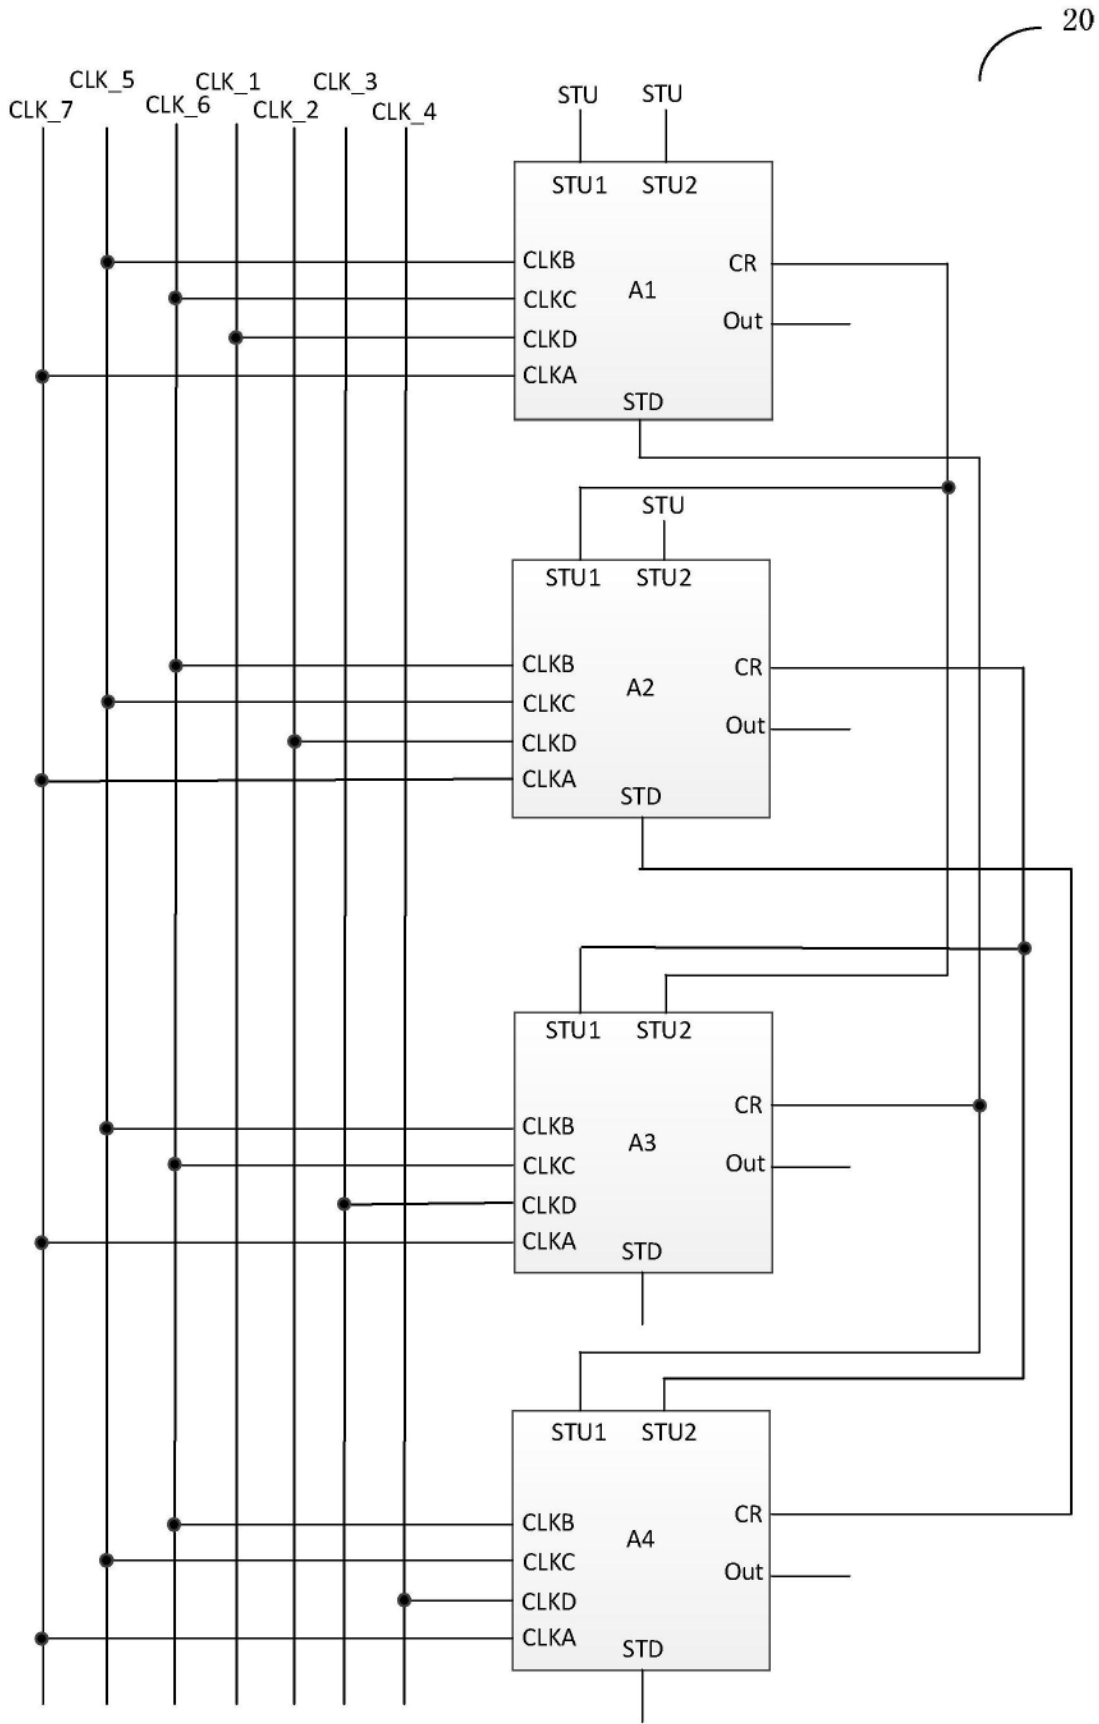 20
CLK_5 CLK_1 CLK_3
CLK_7 CLK_6 CLK_2 CLK_4
STU STU
STU1 STU2
CLKB CR
A1
CLKC
Out
CLKD
CLKA
STD
STU
STU1 STU2
CLKB CR
A2
CLKC
Out
CLKD
CLKA
STD
STU1 STU2
CR
CLKB
A3
CLKC Out
CLKD
CLKA
STD
STU1 STU2
CR
CLKB
A4
CLKC
Out
CLKD
CLKA
STD